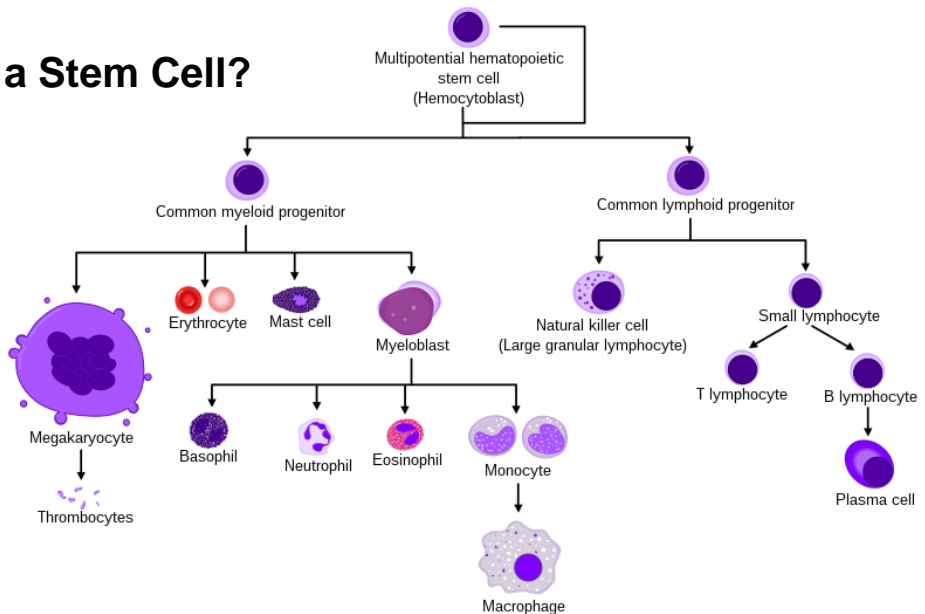 a Stem Cell?
Multipotential hematopoietic
stem cell
(Hemocytoblast)
Common myeloid progenitor
Common lymphoid progenitor
Erythrocyte
Mast cell
Myeloblast
Natural killer cell
(Large granular lymphocyte)
Small lymphocyte
T lymphocyte
B lymphocyte
Megakaryocyte
Basophil
Neutrophil
Eosinophil
Monocyte
Plasma cell
Thrombocytes
Macrophage